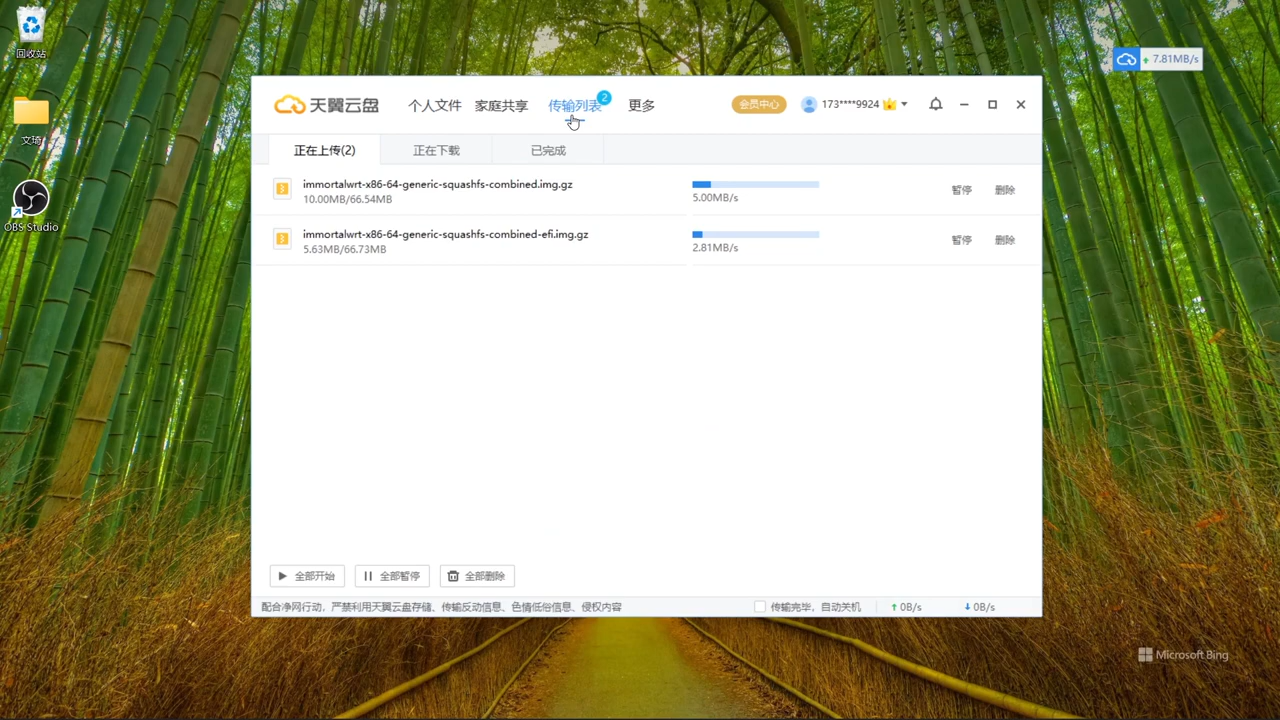 回收站
文琦
OBS Studio
7.81MB/s
天翼云盘
个人文件
家庭共享
传输列表
2
更多
会员中心
173****9924
正在上传(2)
正在下载
已完成
immortalwrt-x86-64-generic-squashfs-combined.img.gz
10.00MB/66.54MB
5.00MB/s
暂停
删除
immortalwrt-x86-64-generic-squashfs-combined-efi.img.gz
5.63MB/66.73MB
2.81MB/s
暂停
删除
全部开始
全部暂停
全部删除
配合净网行动，严禁利用天翼云盘存储、传输反动信息、色情低俗信息、侵权内容
传输完毕，自动关机
0B/s
0B/s
Microsoft Bing